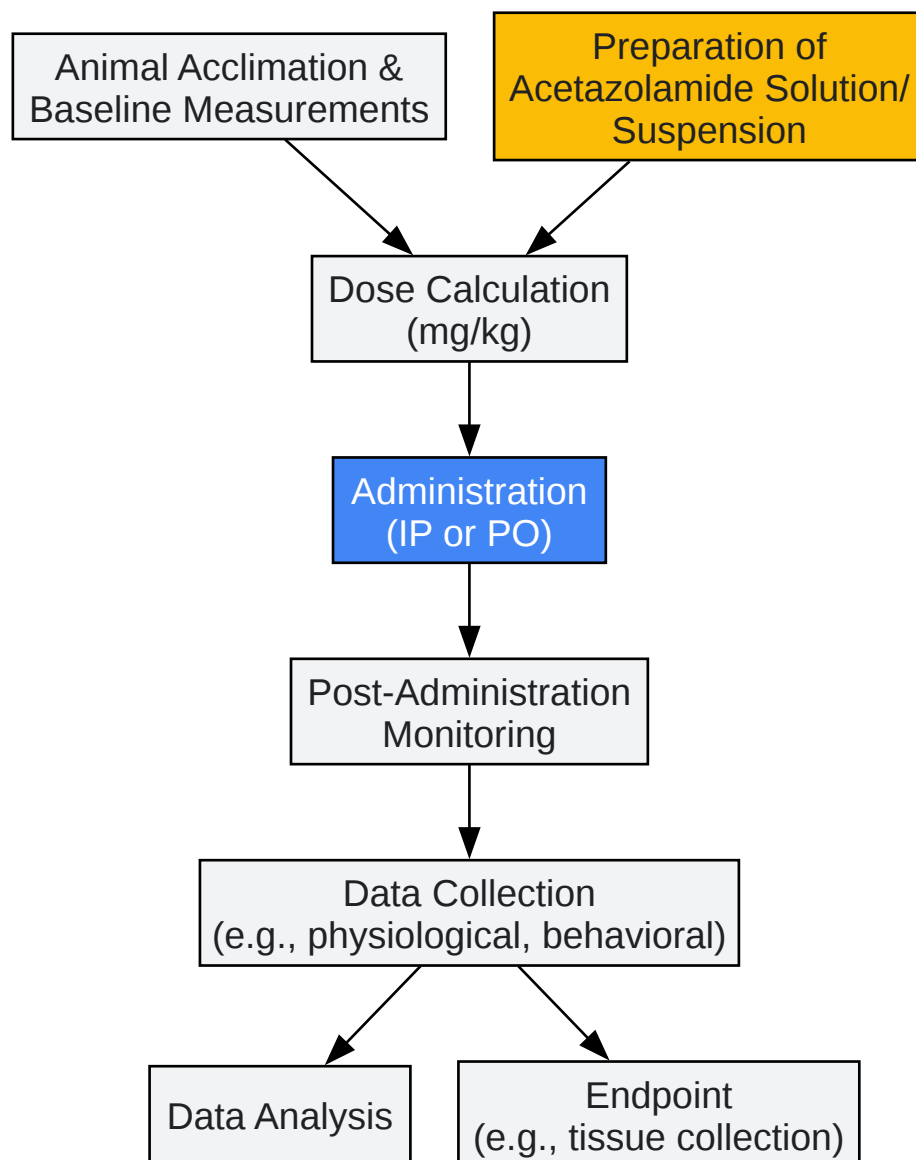 Animal Acclimation &
Baseline Measurements
Preparation of
Acetazolamide Solution/
Suspension
Dose Calculation
(mg/kg)
Administration
(IP or PO)
Post-Administration
Monitoring
Data Collection
(e.g., physiological, behavioral)
Data Analysis
Endpoint
(e.g., tissue collection)